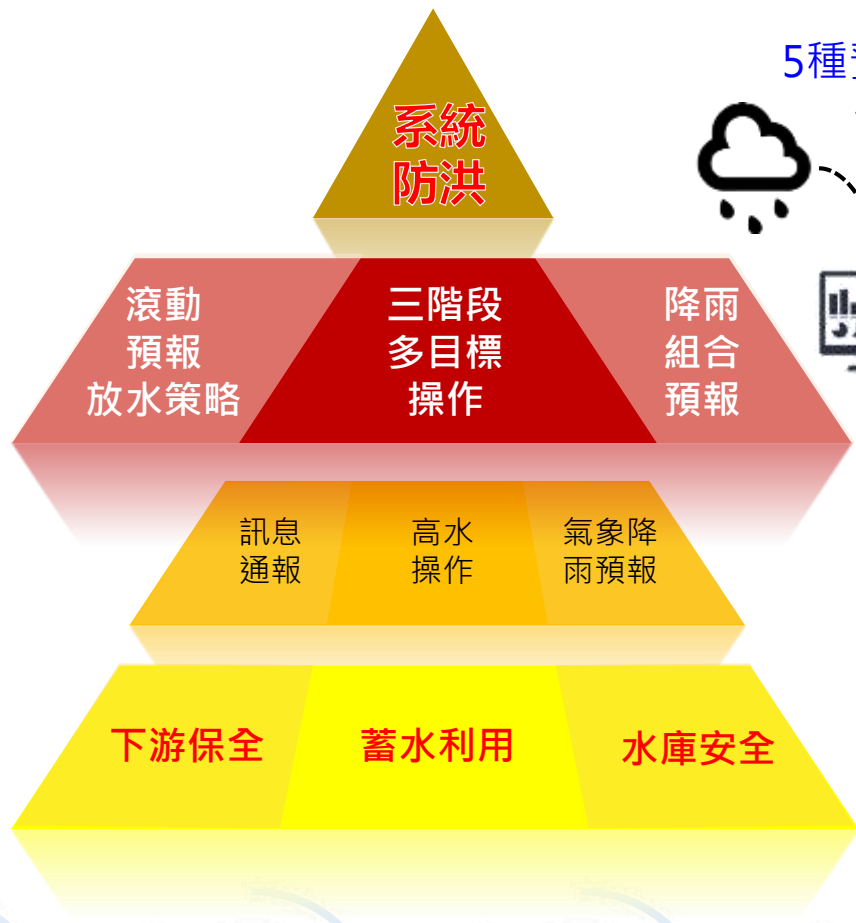 5種
系統
防洪
滾動
預報
放水策略
三階段
多目標
操作
降雨
組合
預報
訊息
通報
高水
操作
氣象降
雨預報
下游保全
蓄水利用
水庫安全